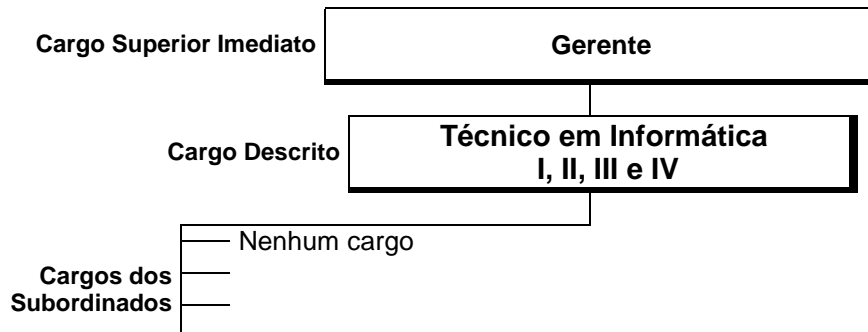 Cargo Superior Imediato
Gerente
Cargo Descrito
Técnico em Informática
I, II, III e IV
Nenhum cargo
Cargos dos
Subordinados